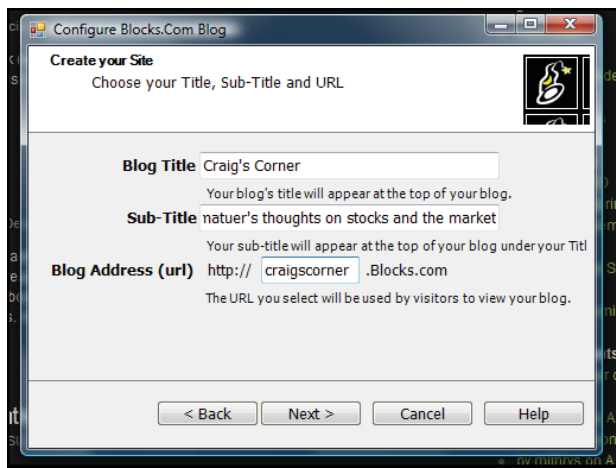 Configure Blocks.Com Blog
Create your Site
Choose your Title, Sub-Title and URL
Blog Title Craig's Corner
Your blog's title will appear at the top of your blog.
Sub-Title natuer's thoughts on stocks and the market
Your sub-title will appear at the top of your blog under your Titl
Blog Address (url) http:// craigscorner .Blocks.com
The URL you select will be used by visitors to view your blog.
< Back Next > Cancel Help